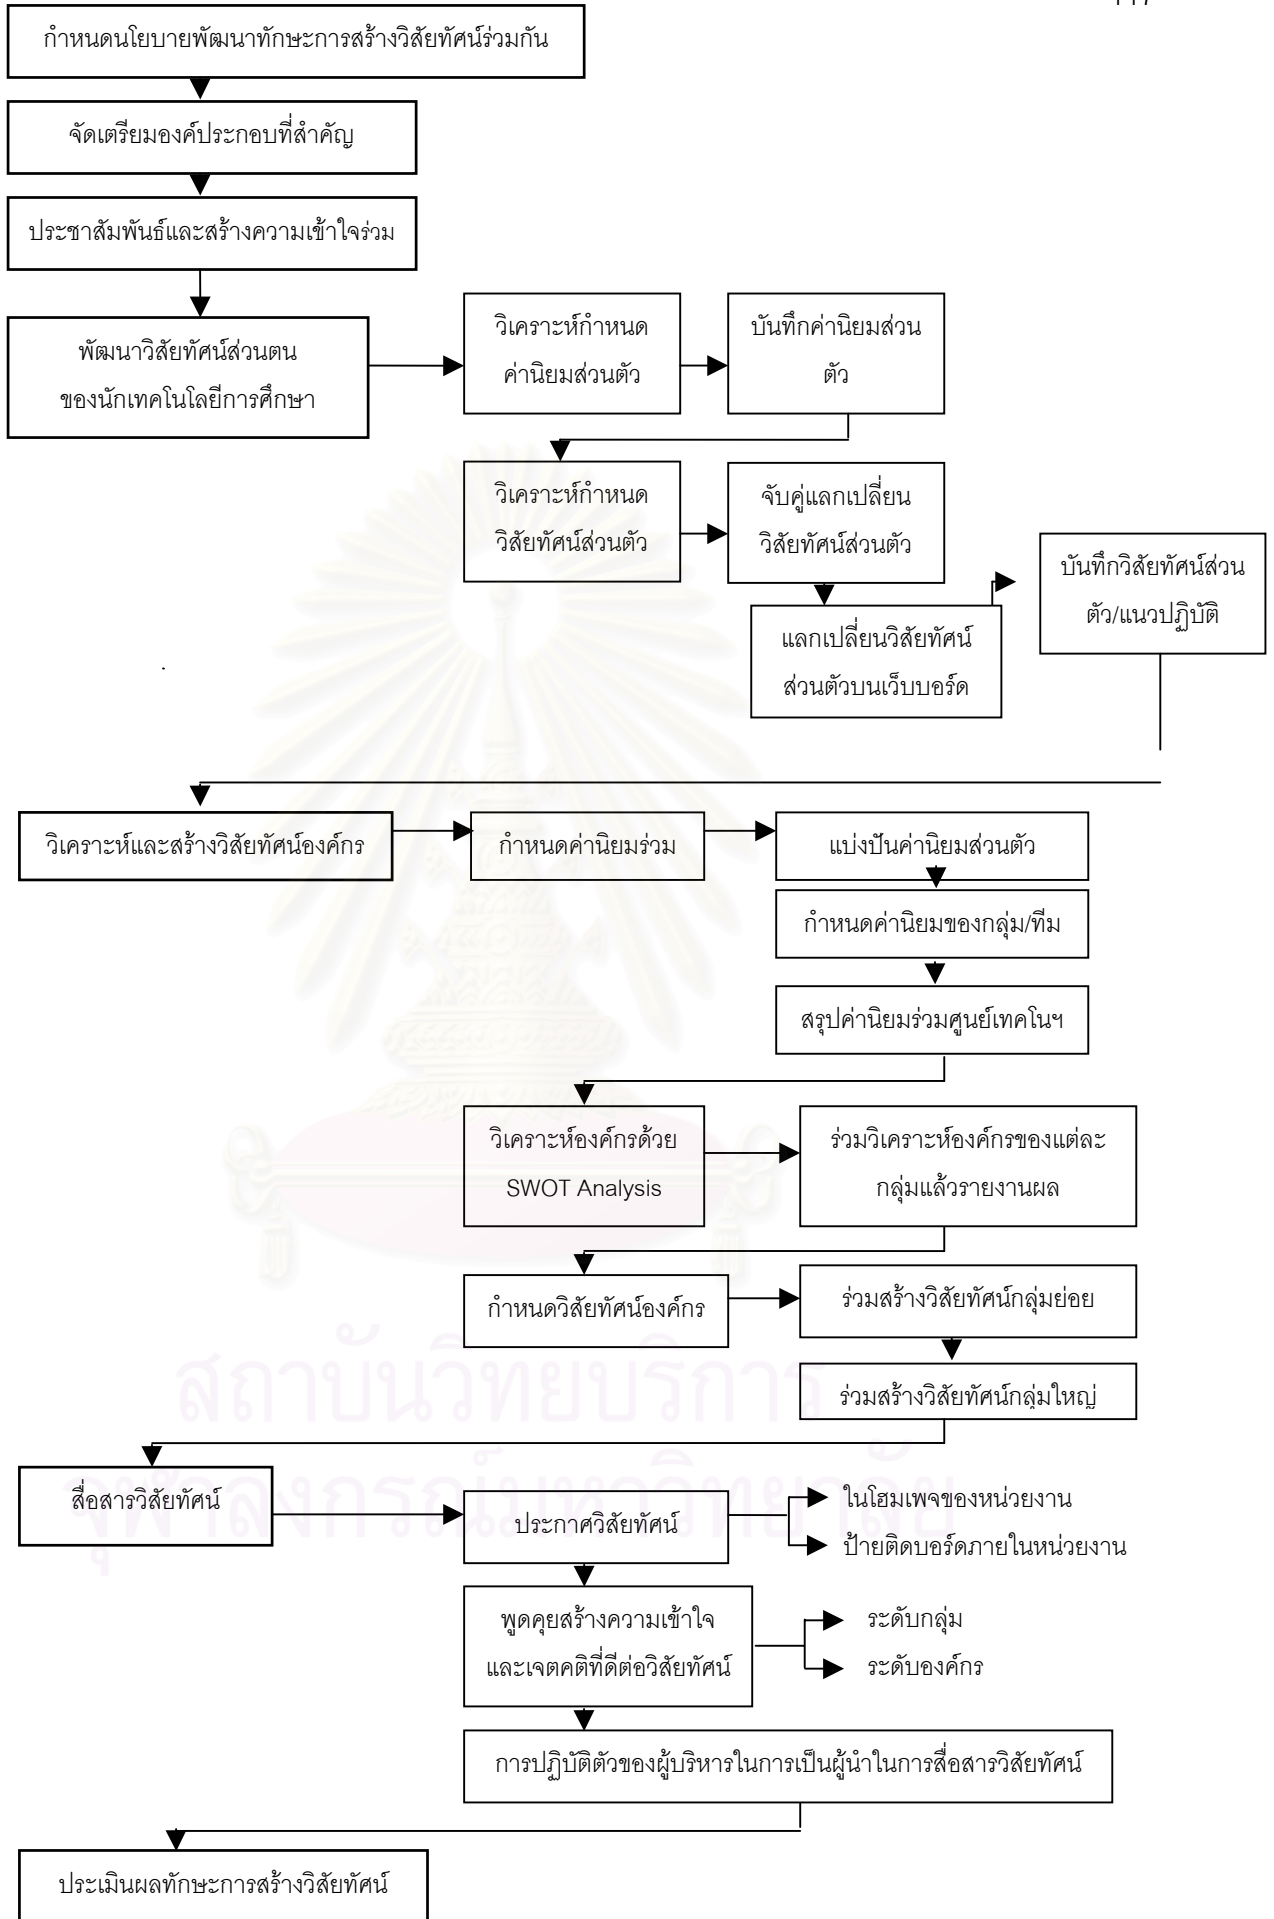 กำหนดนโยบายพัฒนาทักษะการสร้างวิสัยทัศน์ร่วมกัน
จัดเตรียมองค์ประกอบที่สำคัญ
ประชาสัมพันธ์และสร้างความเข้าใจร่วม
พัฒนาวิสัยทัศน์ส่วนตน
ของนักเทคโนโลยีการศึกษา
วิเคราะห์กำหนด
ค่านิยมส่วนตัว
บันทึกค่านิยมส่วน
ตัว
วิเคราะห์กำหนด
วิสัยทัศน์ส่วนตัว
จับคู่แลกเปลี่ยน
วิสัยทัศน์ส่วนตัว
แลกเปลี่ยนวิสัยทัศน์
ส่วนตัวบนเว็บบอร์ด
บันทึกวิสัยทัศน์ส่วน
ตัว/แนวปฏิบัติ
วิเคราะห์และสร้างวิสัยทัศน์องค์กร
กำหนดค่านิยมร่วม
แบ่งปันค่านิยมส่วนตัว
กำหนดค่านิยมของกลุ่ม/ทีม
สรุปค่านิยมร่วมศูนย์เทคโนฯ
วิเคราะห์องค์กรด้วย
SWOT Analysis
ร่วมวิเคราะห์องค์กรของแต่ละ
กลุ่มแล้วรายงานผล
กำหนดวิสัยทัศน์องค์กร
ร่วมสร้างวิสัยทัศน์กลุ่มย่อย
ร่วมสร้างวิสัยทัศน์กลุ่มใหญ่
สื่อสารวิสัยทัศน์
ประกาศวิสัยทัศน์
ในโฮมเพจของหน่วยงาน
ป้ายติดบอร์ดภายในหน่วยงาน
พูดคุยสร้างความเข้าใจ
และเจตคติที่ดีต่อวิสัยทัศน์
ระดับกลุ่ม
ระดับองค์กร
การปฏิบัติตัวของผู้บริหารในการเป็นผู้นำในการสื่อสารวิสัยทัศน์
ประเมินผลทักษะการสร้างวิสัยทัศน์
สถาบันวิทยบริการ
จุฬาลงกรณ์มหาวิทยาลัย